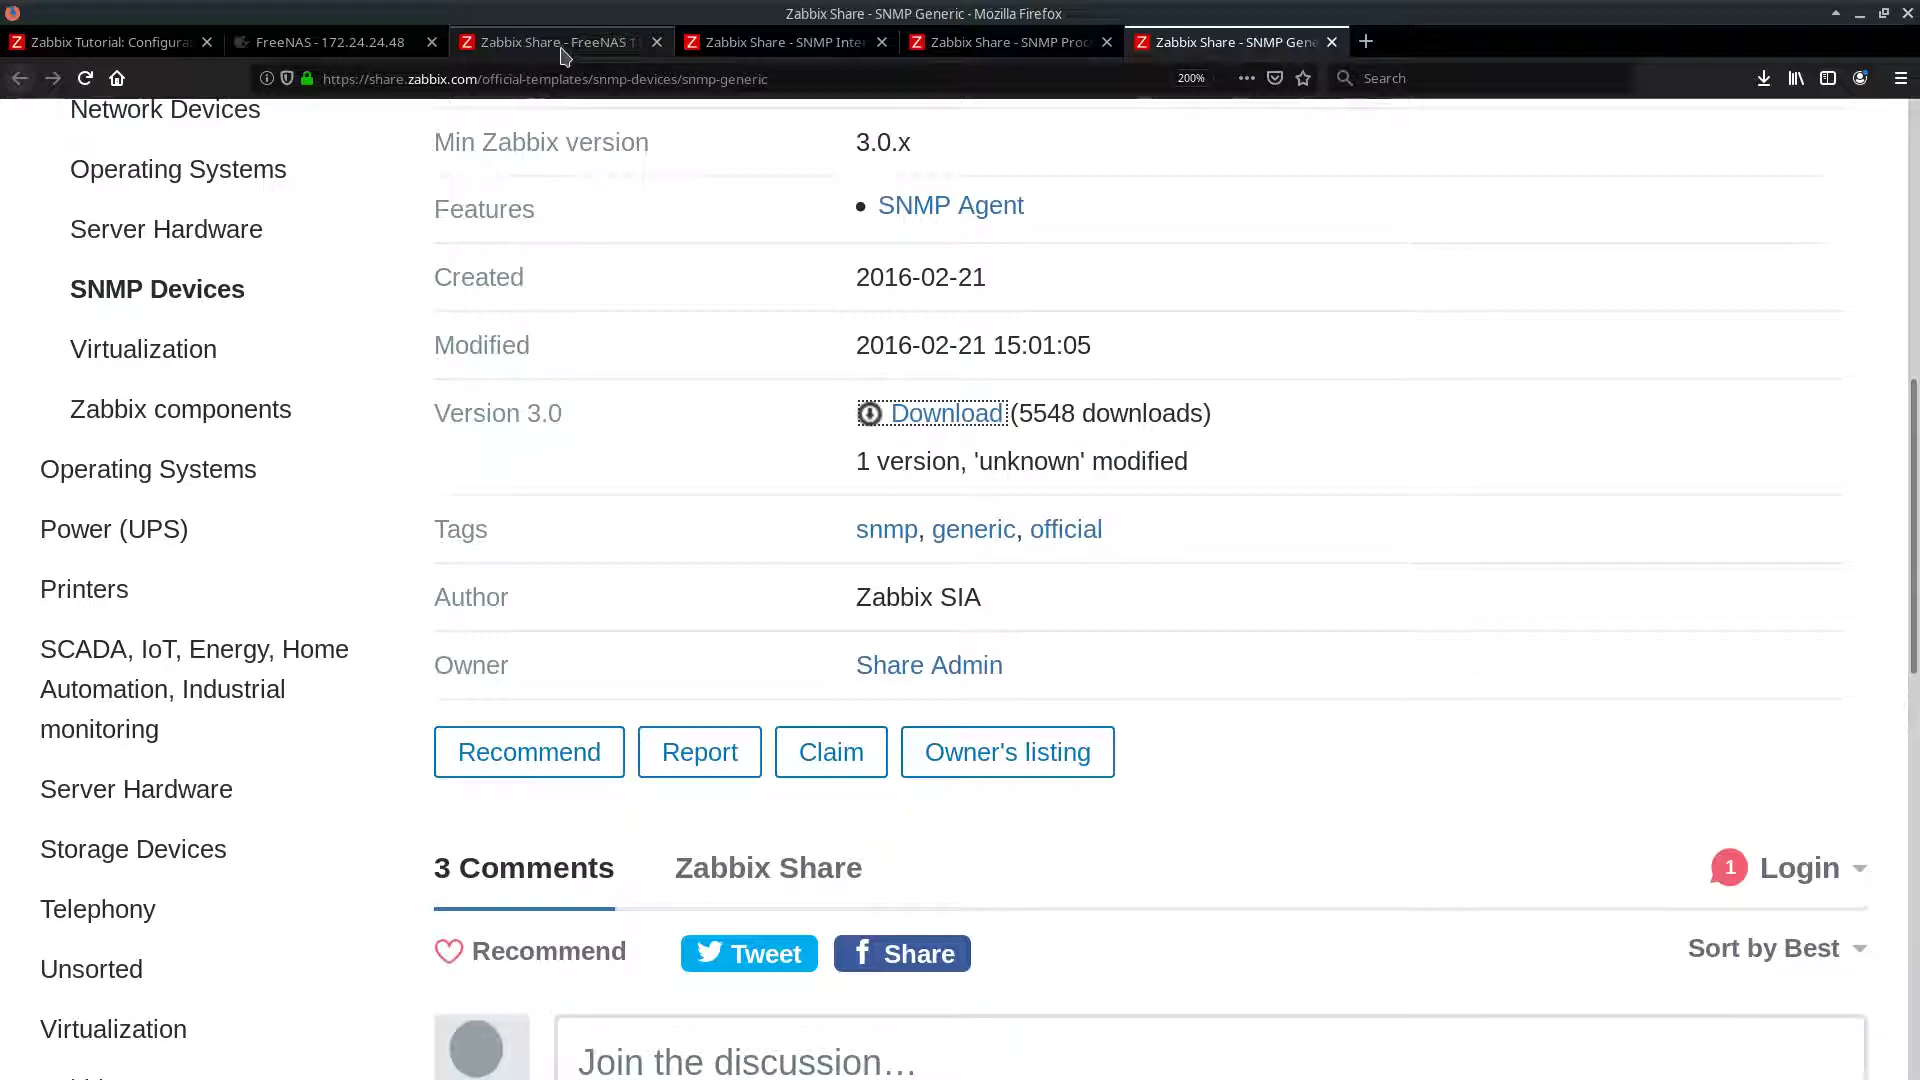 Zabbix Share - SNMP Generic - Mozilla Firefox
Zabbix Tutorial: Configura
FreeNAS - 172.24.24.48
Zabbix Share - FreeNAS 1
Zabbix Share - SNMP Inter
Zabbix Share - SNMP Proc
Zabbix Share - SNMP Gene
https://share.zabbix.com/official-templates/snmp-devices/snmp-generic
200%
Search
Network Devices
Operating Systems
Server Hardware
SNMP Devices
Virtualization
Zabbix components
Operating Systems
Power (UPS)
Printers
SCADA, IoT, Energy, Home
Automation, Industrial
monitoring
Server Hardware
Storage Devices
Telephony
Unsorted
Virtualization
Min Zabbix version 3.0.x
Features • SNMP Agent
Created 2016-02-21
Modified 2016-02-21 15:01:05
Version 3.0 Download (5548 downloads)
1 version, 'unknown' modified
Tags snmp, generic, official
Author Zabbix SIA
Owner Share Admin
Recommend Report Claim Owner's listing
3 Comments Zabbix Share 1 Login
Recommend Tweet f Share Sort by Best
Join the discussion…